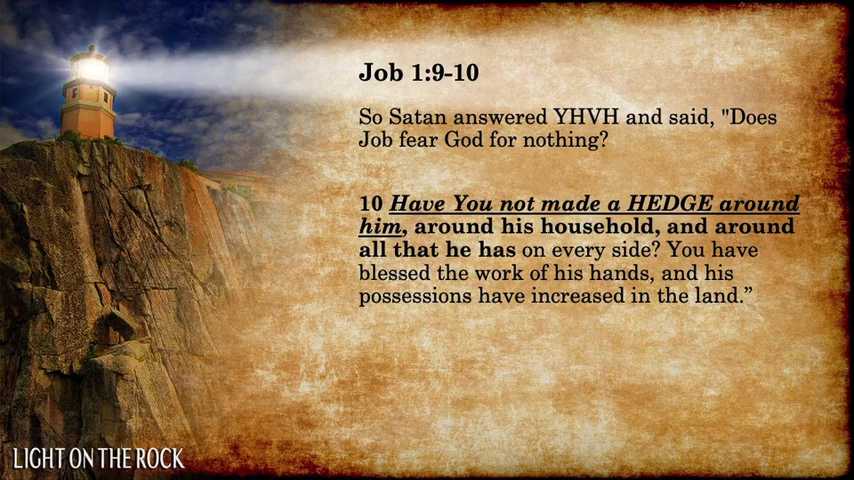 Job 1:9-10
So Satan answered YHVH and said, "Does
Job fear God for nothing?
10 Have You not made a HEDGE around
him, around his household, and around
all that he has on every side? You have
blessed the work of his hands, and his
possessions have increased in the land.”
LIGHT ON THE ROCK